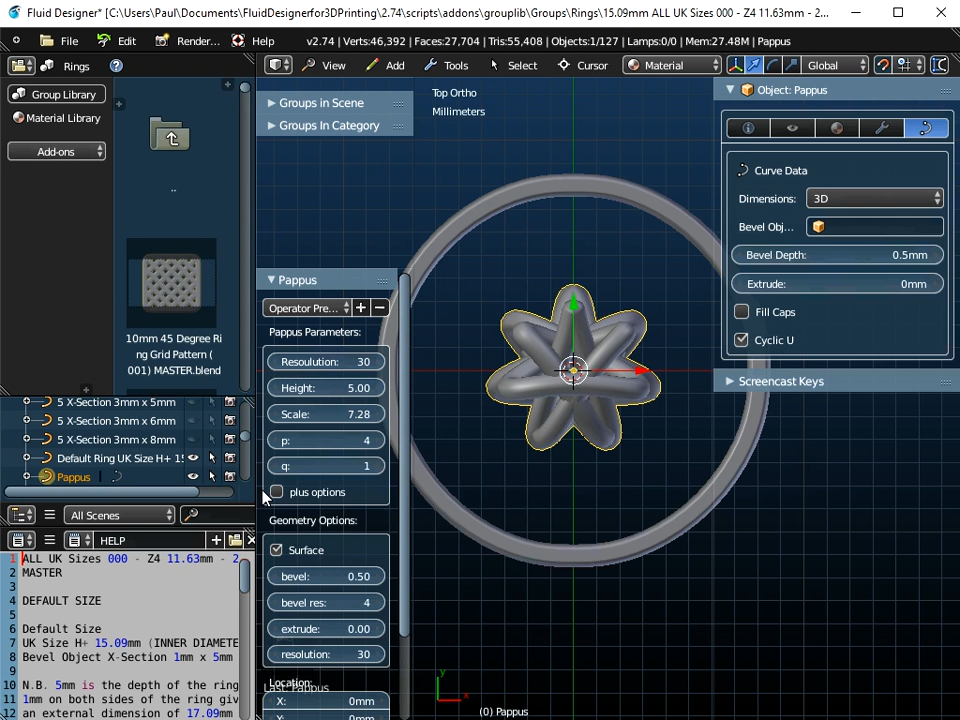 Fluid Designer* [C:\Users\Paul\Documents\FluidDesignerfor3DPrinting\2.74\scripts\addons\grouplib\Groups\Rings\15.09mm ALL UK Sizes 000 - Z4 11.63mm - 2...
File Edit Render... Help v2.74 | Verts:46,392 | Faces:27,704 | Tris:55,408 | Objects:1/127 | Lamps:0/0 | Mem:27.48M | Pappus
Rings View Add Tools Select Cursor Material Global
Group Library
Material Library
Add-ons
..
10mm 45 Degree Ri
ng Grid Pattern (
001) MASTER.blend
Groups in Scene
Groups In Category
Top Ortho
Millimeters
Object: Pappus
Curve Data
Dimensions: 3D
Bevel Obj...
Bevel Depth: 0.5mm
Extrude: 0mm
Fill Caps
Cyclic U
Screencast Keys
Pappus
Operator Pre...
Pappus Parameters:
Resoulution: 30
Height: 5.00
Scale: 7.28
p: 4
q: 1
plus options
Geometry Options:
Surface
bevel: 0.50
bevel res: 4
extrude: 0.00
resolution: 30
Location:
Last: Pappus
X: 0mm
Y: 0mm
5 X-Section 3mm x 5mm
5 X-Section 3mm x 6mm
5 X-Section 3mm x 8mm
Default Ring UK Size H+ 1
Pappus
All Scenes
HELP
1 ALL UK Sizes 000 - Z4 11.63mm - 2
2 MASTER
3
4 DEFAULT SIZE
5
6 Default Size
7 UK Size H+ 15.09mm (INNER DIAMETE
8 Bevel Object X-Section 1mm x 5mm
9
10 N.B. 5mm is the depth of the ring
11 1mm on both sides of the ring giv
12 an external dimension of 17.09mm
y
x
(0) Pappus